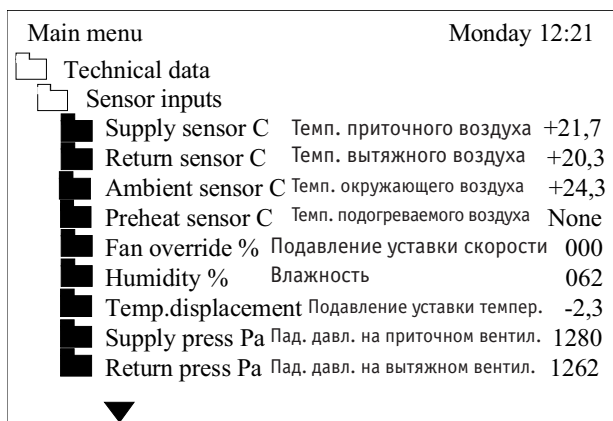 Main menu Monday 12:21
Technical data
Sensor inputs
Supply sensor C Темп. приточного воздуха +21,7
Return sensor C Темп. вытяжного воздуха +20,3
Ambient sensor C Темп. окружающего воздуха +24,3
Preheat sensor C Темп. подогреваемого воздуха None
Fan override % Подавление уставки скорости 000
Humidity % Влажность 062
Temp.displacement Подавление уставки темпер. -2,3
Supply press Pa Пад. давл. на приточном вентил. 1280
Return press Pa Пад. давл. на вытяжном вентил. 1262